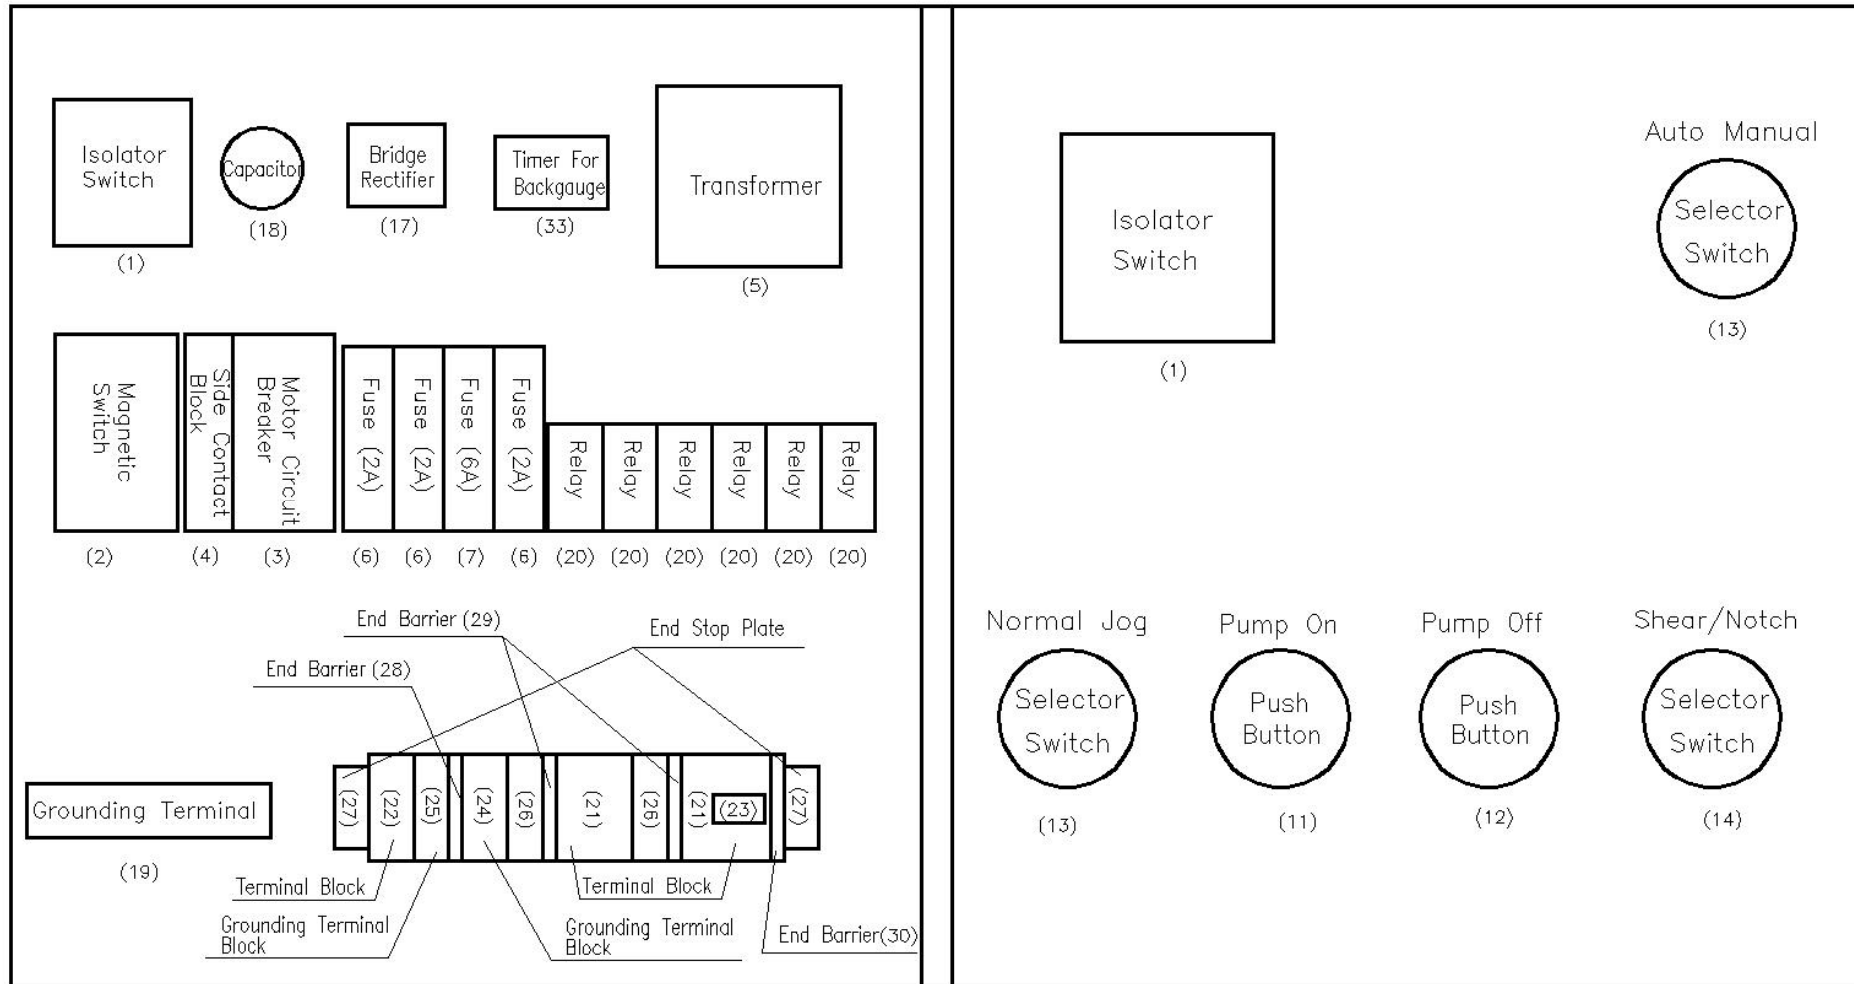 Isolator
Switch
(1)
Capacitor
(18)
Bridge
Rectifier
(17)
Timer For
Backgauge
(33)
Transformer
(5)
Magnetic
Switch
(2)
Side Contact
Block
(4)
Motor Circuit
Breaker
(3)
Fuse (2A)
(6)
Fuse (2A)
(6)
Fuse (6A)
(7)
Fuse (2A)
(6)
Relay
(20)
Relay
(20)
Relay
(20)
Relay
(20)
Relay
(20)
Relay
(20)
End Barrier (29)
End Stop Plate
End Barrier (28)
Grounding Terminal
(19)
(27)
(22)
(25)
(24)
(26)
(21)
(26)
(21)
(23)
(27)
Terminal Block
Terminal Block
Grounding Terminal
Block
Grounding Terminal
Block
End Barrier(30)
Isolator
Switch
(1)
Auto Manual
Selector
Switch
(13)
Normal Jog
Selector
Switch
(13)
Pump On
Push
Button
(11)
Pump Off
Push
Button
(12)
Shear/Notch
Selector
Switch
(14)